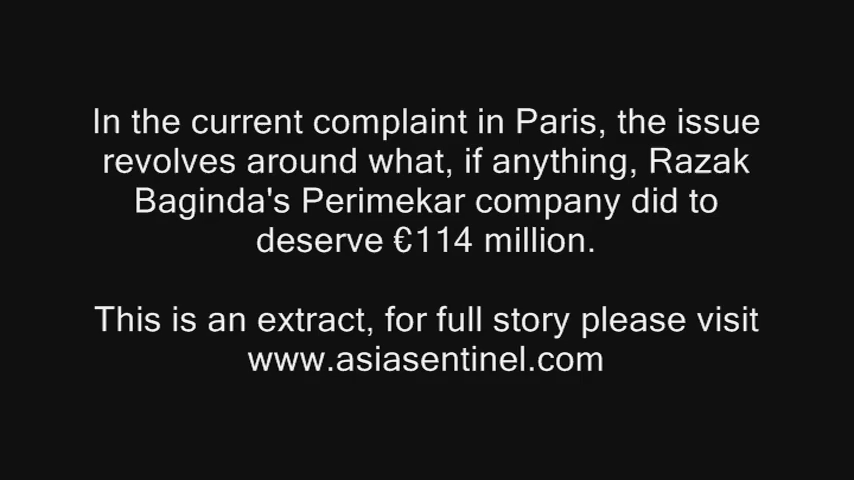 In the current complaint in Paris, the issue
revolves around what, if anything, Razak
Baginda's Perimekar company did to
deserve €114 million.
This is an extract, for full story please visit
www.asiasentinel.com